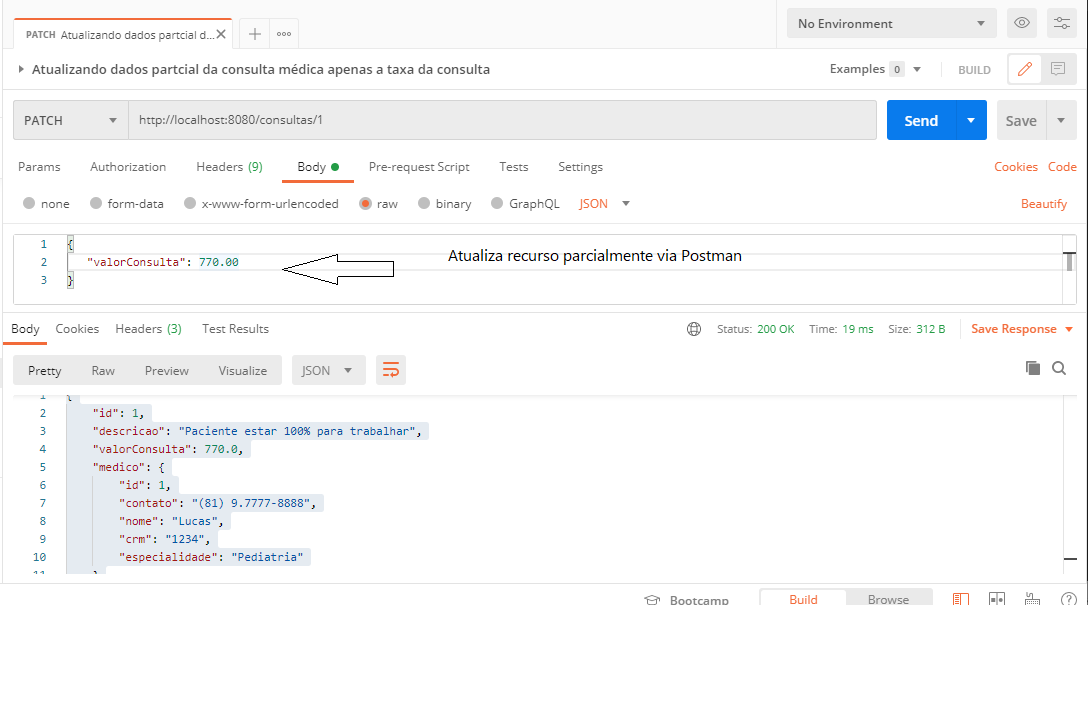 PATCH Atualizando dados partcial d...
No Environment
Atualizando dados partcial da consulta médica apenas a taxa da consulta
Examples 0
BUILD
PATCH
http://localhost:8080/consultas/1
Send
Save
Params Authorization Headers (9) Body Pre-request Script Tests Settings
Cookies Code
none form-data x-www-form-urlencoded raw binary GraphQL JSON
Beautify
1 {
2 "valorConsulta": 770.00
3 }
Atualiza recurso parcialmente via Postman
Body Cookies Headers (3) Test Results
Status: 200 OK Time: 19 ms Size: 312 B
Save Response
Pretty Raw Preview Visualize JSON
1 {
2 "id": 1,
3 "descricao": "Paciente estar 100% para trabalhar",
4 "valorConsulta": 770.0,
5 "medico": {
6 "id": 1,
7 "contato": "(81) 9.7777-8888",
8 "nome": "Lucas",
9 "crm": "1234",
10 "especialidade": "Pediatria"
11 }
Bootcamp
Build
Browse